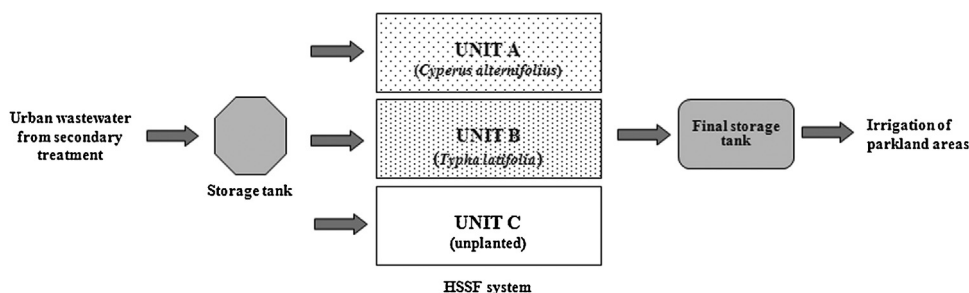 Urban wastewater
from secondary
treatment
Storage tank
UNIT A
(Cyperus alternifolius)
UNIT B
(Typha latifolia)
UNIT C
(unplanted)
HSSF system
Final storage
tank
Irrigation of
parkland areas